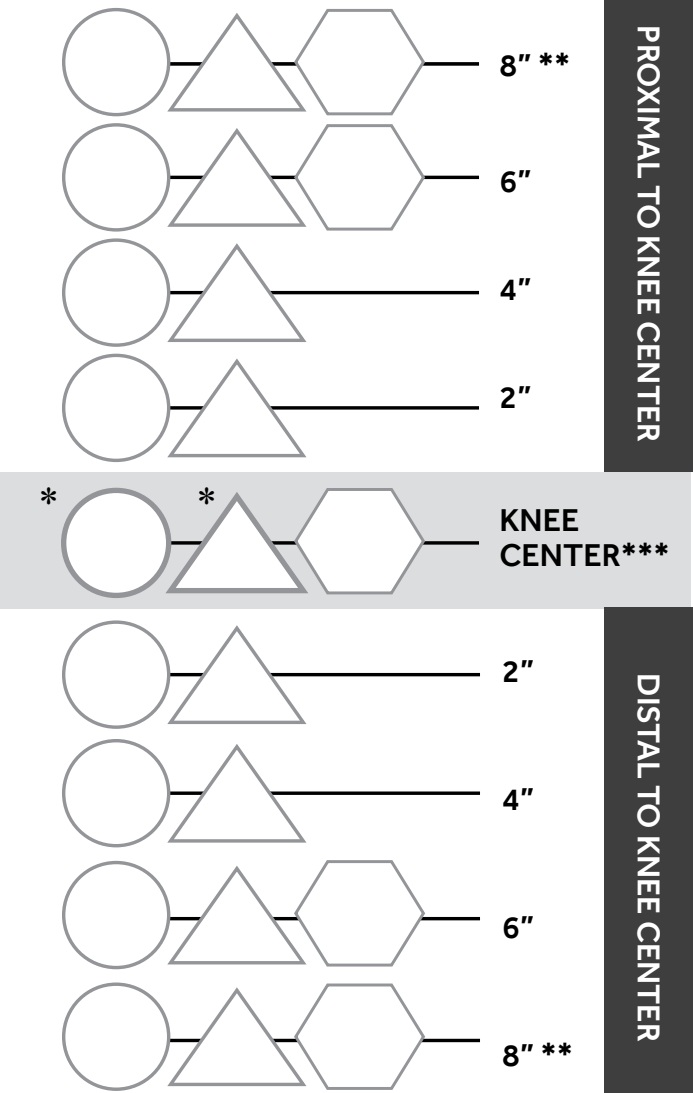 8″ **
6″
4″
2″
PROXIMAL TO KNEE CENTER
*
*
KNEE
CENTER***
2″
4″
6″
8″ **
DISTAL TO KNEE CENTER